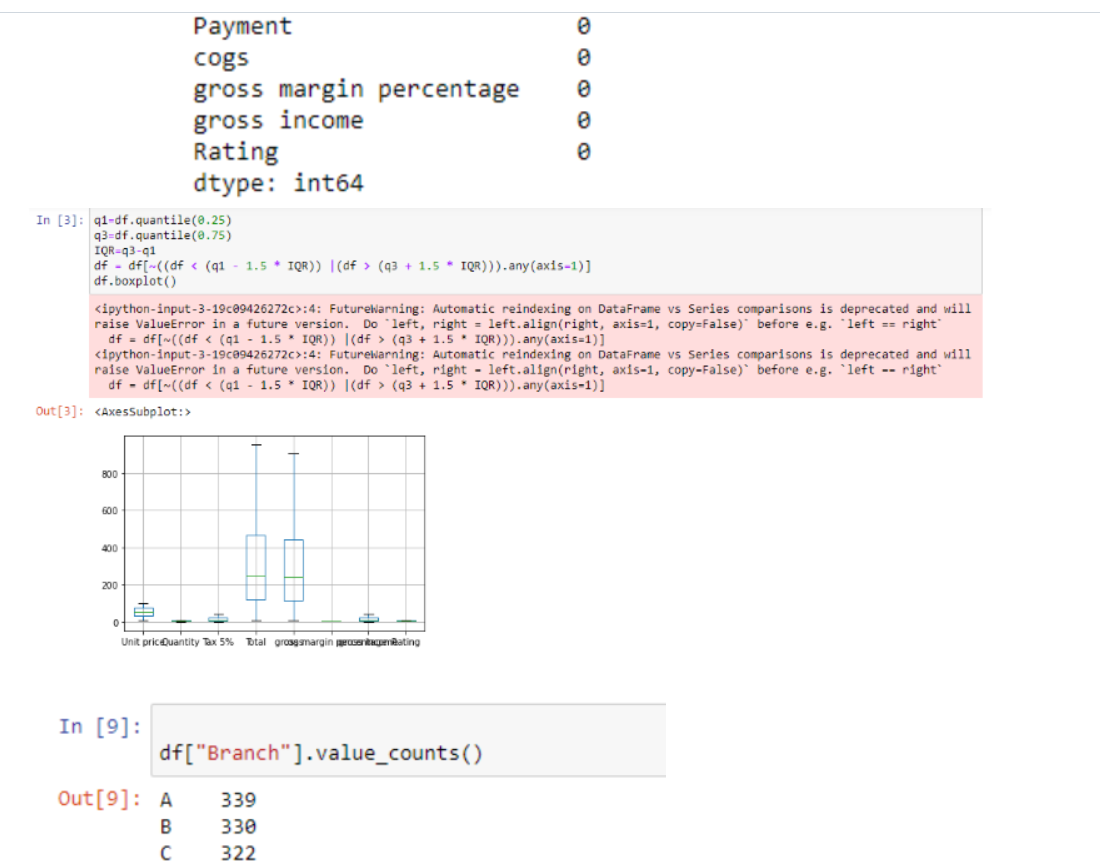 Payment 0
cogs 0
gross margin percentage 0
gross income 0
Rating 0
dtype: int64
In [3]: q1=df.quantile(0.25)
q3=df.quantile(0.75)
IQR=q3-q1
df = df[~((df < (q1 - 1.5 * IQR)) |(df > (q3 + 1.5 * IQR))).any(axis=1)]
df.boxplot()
<ipython-input-3-19c09426272c>:4: FutureWarning: Automatic reindexing on DataFrame vs Series comparisons is deprecated and will
raise ValueError in a future version. Do `left, right = left.align(right, axis=1, copy=False)` before e.g. `left == right`
df = df[~((df < (q1 - 1.5 * IQR)) |(df > (q3 + 1.5 * IQR))).any(axis=1)]
<ipython-input-3-19c09426272c>:4: FutureWarning: Automatic reindexing on DataFrame vs Series comparisons is deprecated and will
raise ValueError in a future version. Do `left, right = left.align(right, axis=1, copy=False)` before e.g. `left == right`
df = df[~((df < (q1 - 1.5 * IQR)) |(df > (q3 + 1.5 * IQR))).any(axis=1)]
Out[3]: <AxesSubplot:>
800
600
400
200
0
Unit price Quantity Tax 5% Total margin Rating
In [9]:
df["Branch"].value_counts()
Out[9]: A 339
B 330
C 322